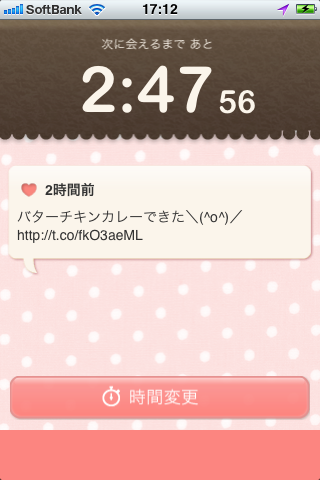 SoftBank 17:12
次に会えるまで あと
2:47 56
2時間前
バターチキンカレーできた＼(^o^)／
http://t.co/fkO3aeML
時間変更